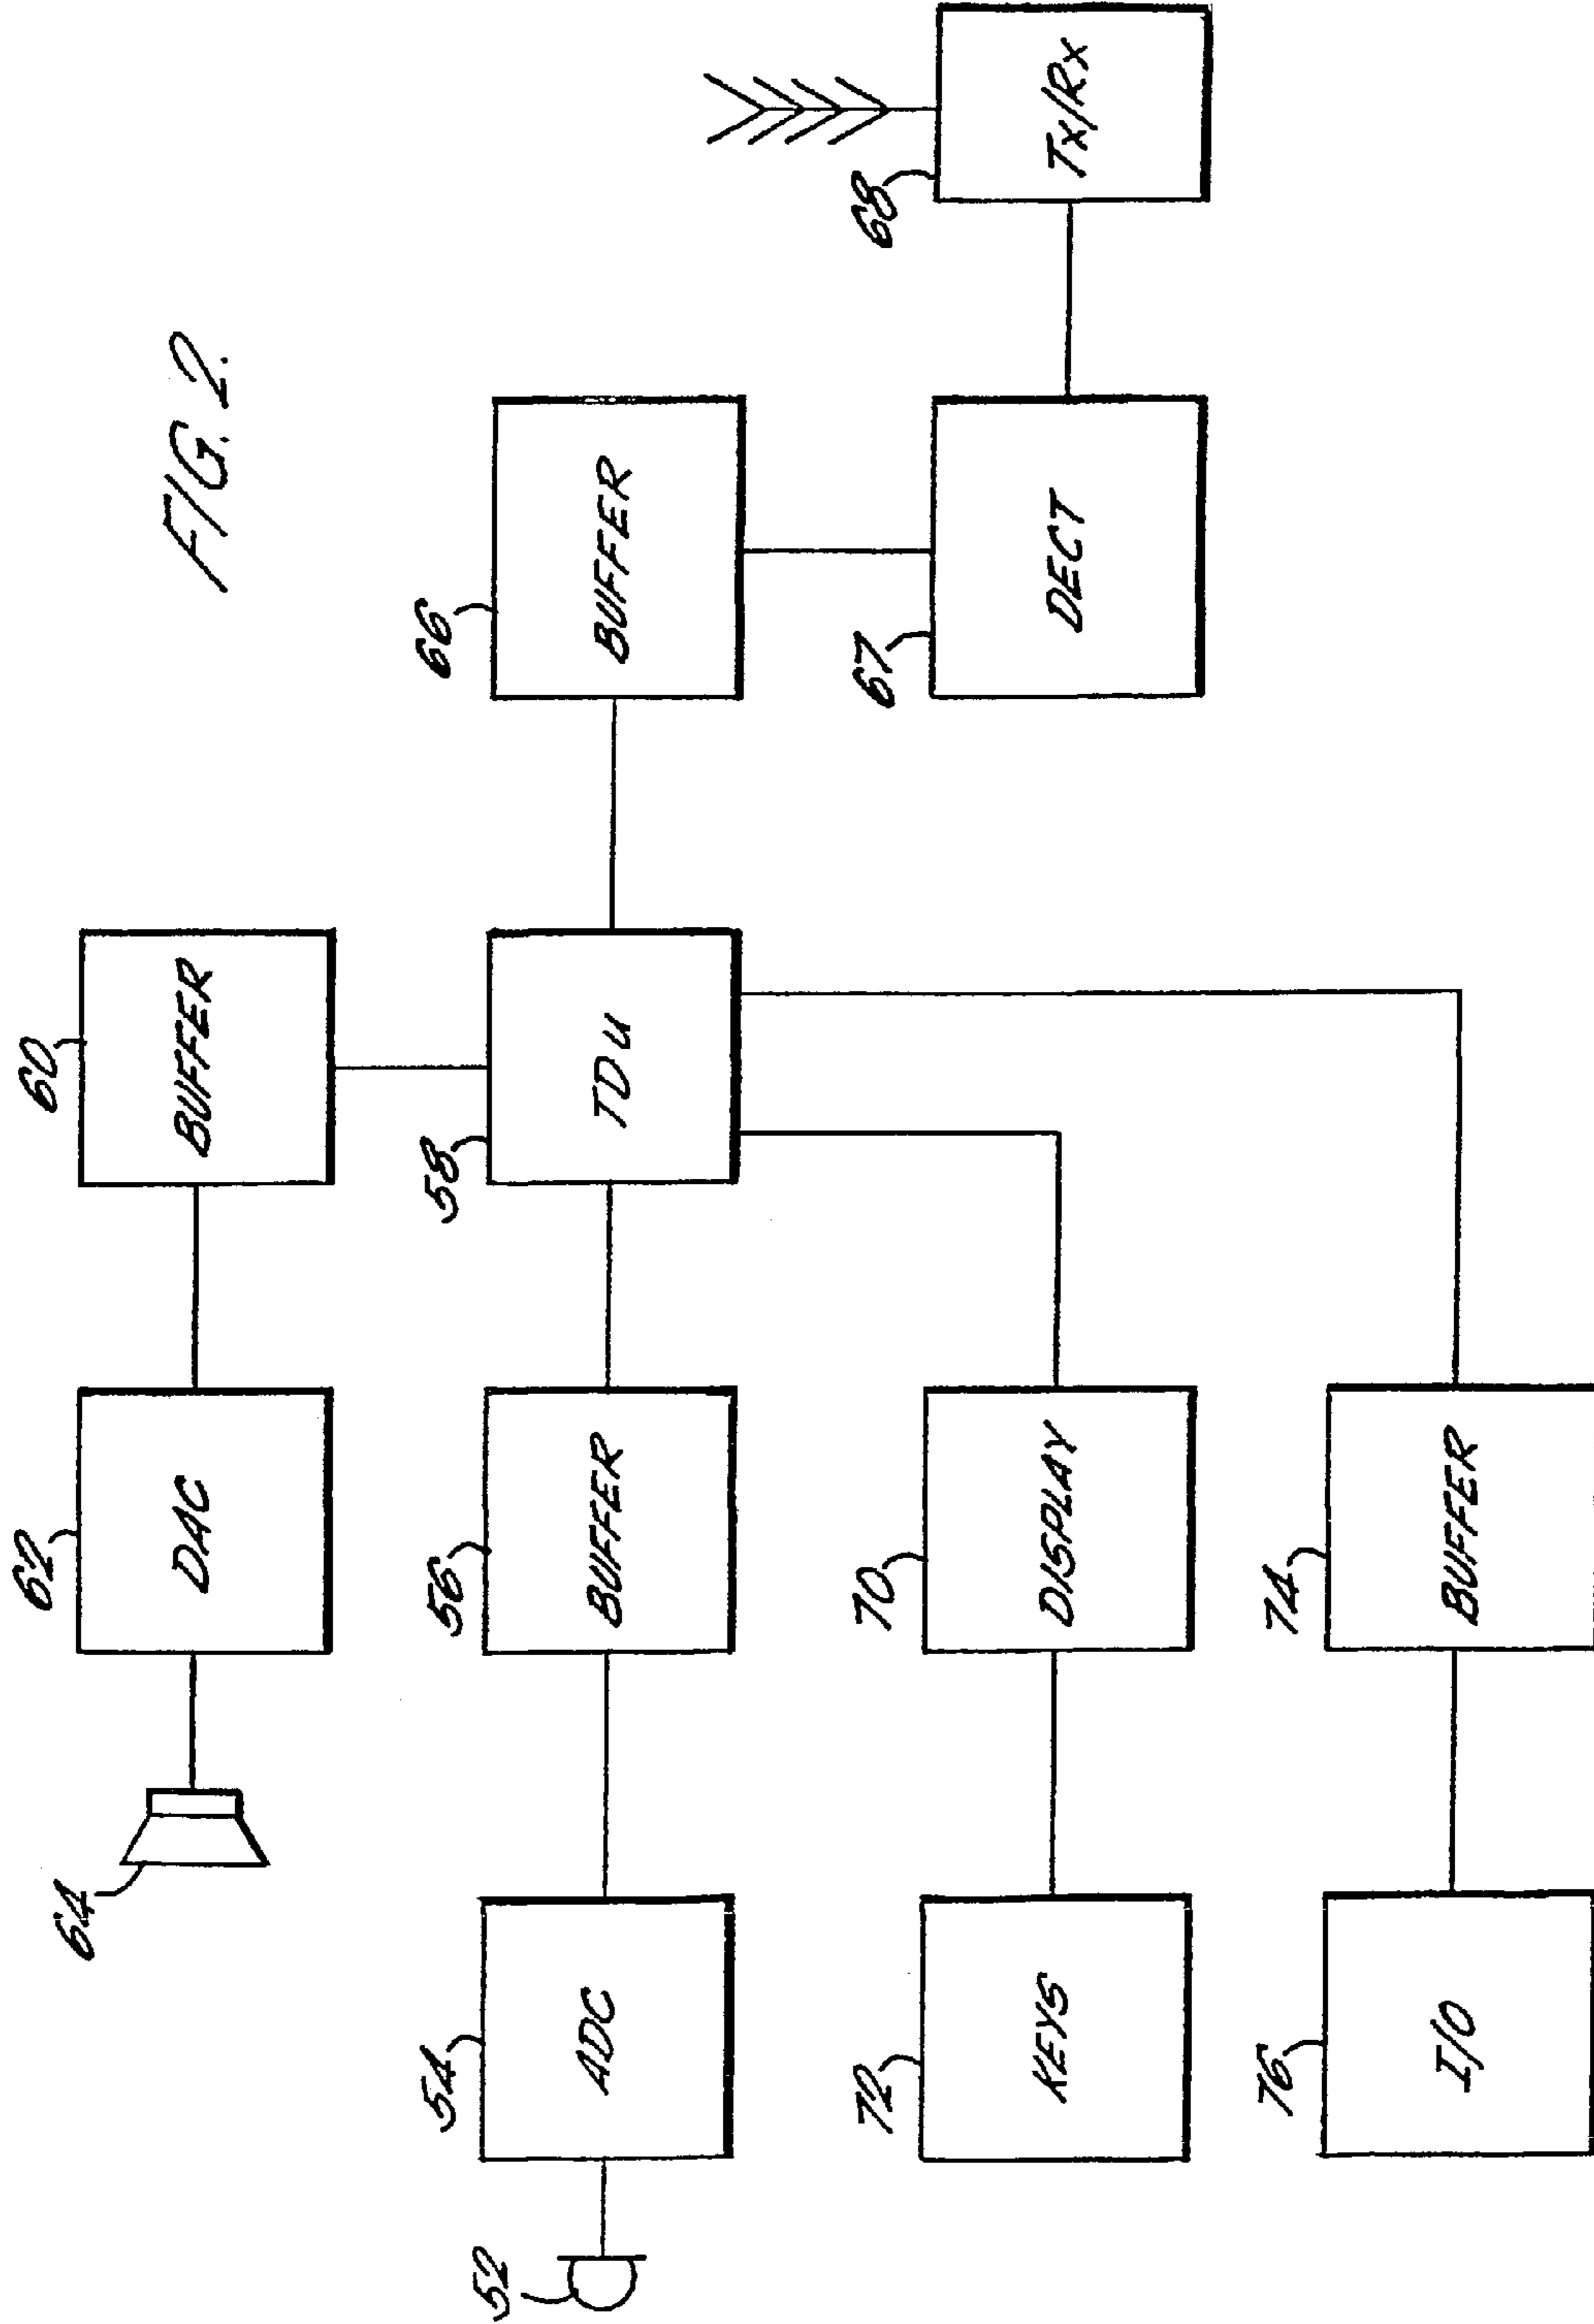 FIG. 2.
64
62
DAC
60
BUFFER
52
54
ADC
56
BUFFER
58
TDU
66
BUFFER
72
KEYS
70
DISPLAY
67
DECT
68
Tx/Rx
76
I/O
74
BUFFER